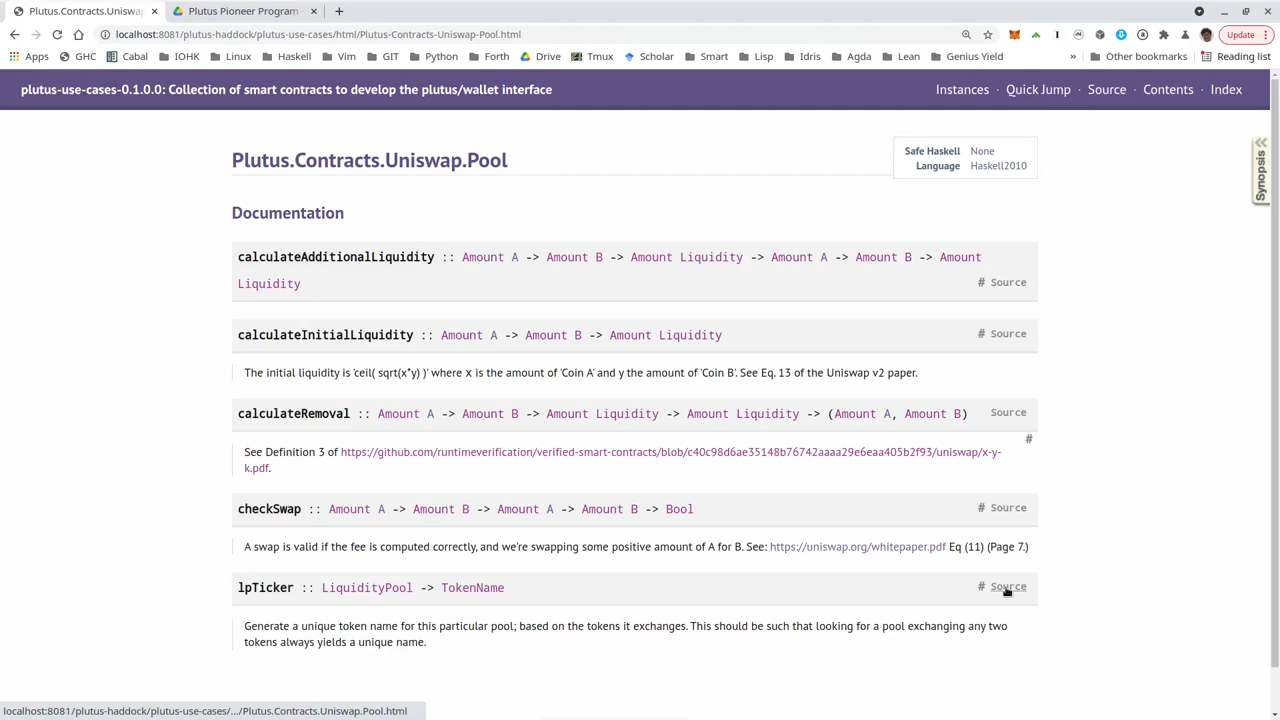 Plutus.Contracts.Uniswap
Plutus Pioneer Program
localhost:8081/plutus-haddock/plutus-use-cases/html/Plutus-Contracts-Uniswap-Pool.html
Update
Apps GHC Cabal IOHK Linux Haskell Vim GIT Python Forth Drive Tmux Scholar Smart Lisp Idris Agda Lean Genius Yield » Other bookmarks Reading list
plutus-use-cases-0.1.0.0: Collection of smart contracts to develop the plutus/wallet interface
Instances · Quick Jump · Source · Contents · Index
Plutus.Contracts.Uniswap.Pool
Safe Haskell None
Language Haskell2010
Synopsis
Documentation
calculateAdditionalLiquidity :: Amount A -> Amount B -> Amount Liquidity -> Amount A -> Amount B -> Amount
Liquidity
# Source
calculateInitialLiquidity :: Amount A -> Amount B -> Amount Liquidity
# Source
The initial liquidity is 'ceil( sqrt(x*y) )' where x is the amount of 'Coin A' and y the amount of 'Coin B'. See Eq. 13 of the Uniswap v2 paper.
calculateRemoval :: Amount A -> Amount B -> Amount Liquidity -> Amount Liquidity -> (Amount A, Amount B)
Source
#
See Definition 3 of https://github.com/runtimeverification/verified-smart-contracts/blob/c40c98d6ae35148b76742aaaa29e6eaa405b2f93/uniswap/x-y-
k.pdf.
checkSwap :: Amount A -> Amount B -> Amount A -> Amount B -> Bool
# Source
A swap is valid if the fee is computed correctly, and we're swapping some positive amount of A for B. See: https://uniswap.org/whitepaper.pdf Eq (11) (Page 7.)
lpTicker :: LiquidityPool -> TokenName
# Source
Generate a unique token name for this particular pool; based on the tokens it exchanges. This should be such that looking for a pool exchanging any two
tokens always yields a unique name.
localhost:8081/plutus-haddock/plutus-use-cases/.../Plutus.Contracts.Uniswap.Pool.html